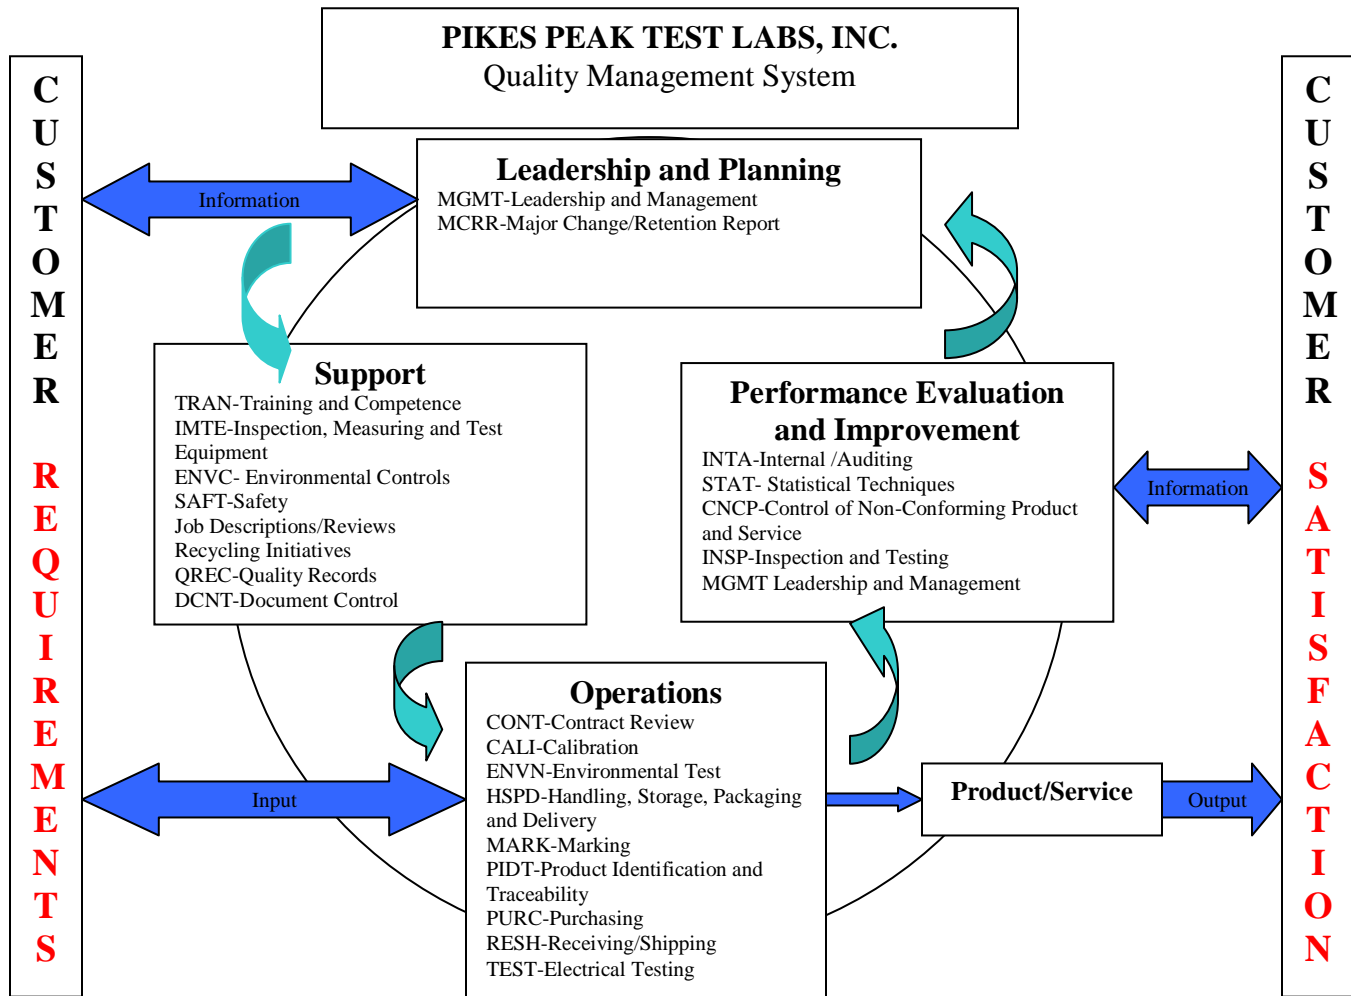 PIKES PEAK TEST LABS, INC.
Quality Management System
CUSTOMER REQUIREMENTS
Information
Leadership and Planning
MGMT-Leadership and Management
MCRR-Major Change/Retention Report
Support
TRAN-Training and Competence
IMTE-Inspection, Measuring and Test
Equipment
ENVC- Environmental Controls
SAFT-Safety
Job Descriptions/Reviews
Recycling Initiatives
QREC-Quality Records
DCNT-Document Control
Performance Evaluation
and Improvement
INTA-Internal /Auditing
STAT- Statistical Techniques
CNCP-Control of Non-Conforming Product
and Service
INSP-Inspection and Testing
MGMT Leadership and Management
Information
Input
Operations
CONT-Contract Review
CALI-Calibration
ENVN-Environmental Test
HSPD-Handling, Storage, Packaging
and Delivery
MARK-Marking
PIDT-Product Identification and
Traceability
PURC-Purchasing
RESH-Receiving/Shipping
TEST-Electrical Testing
Product/Service
Output
CUSTOMER SATISFACTION